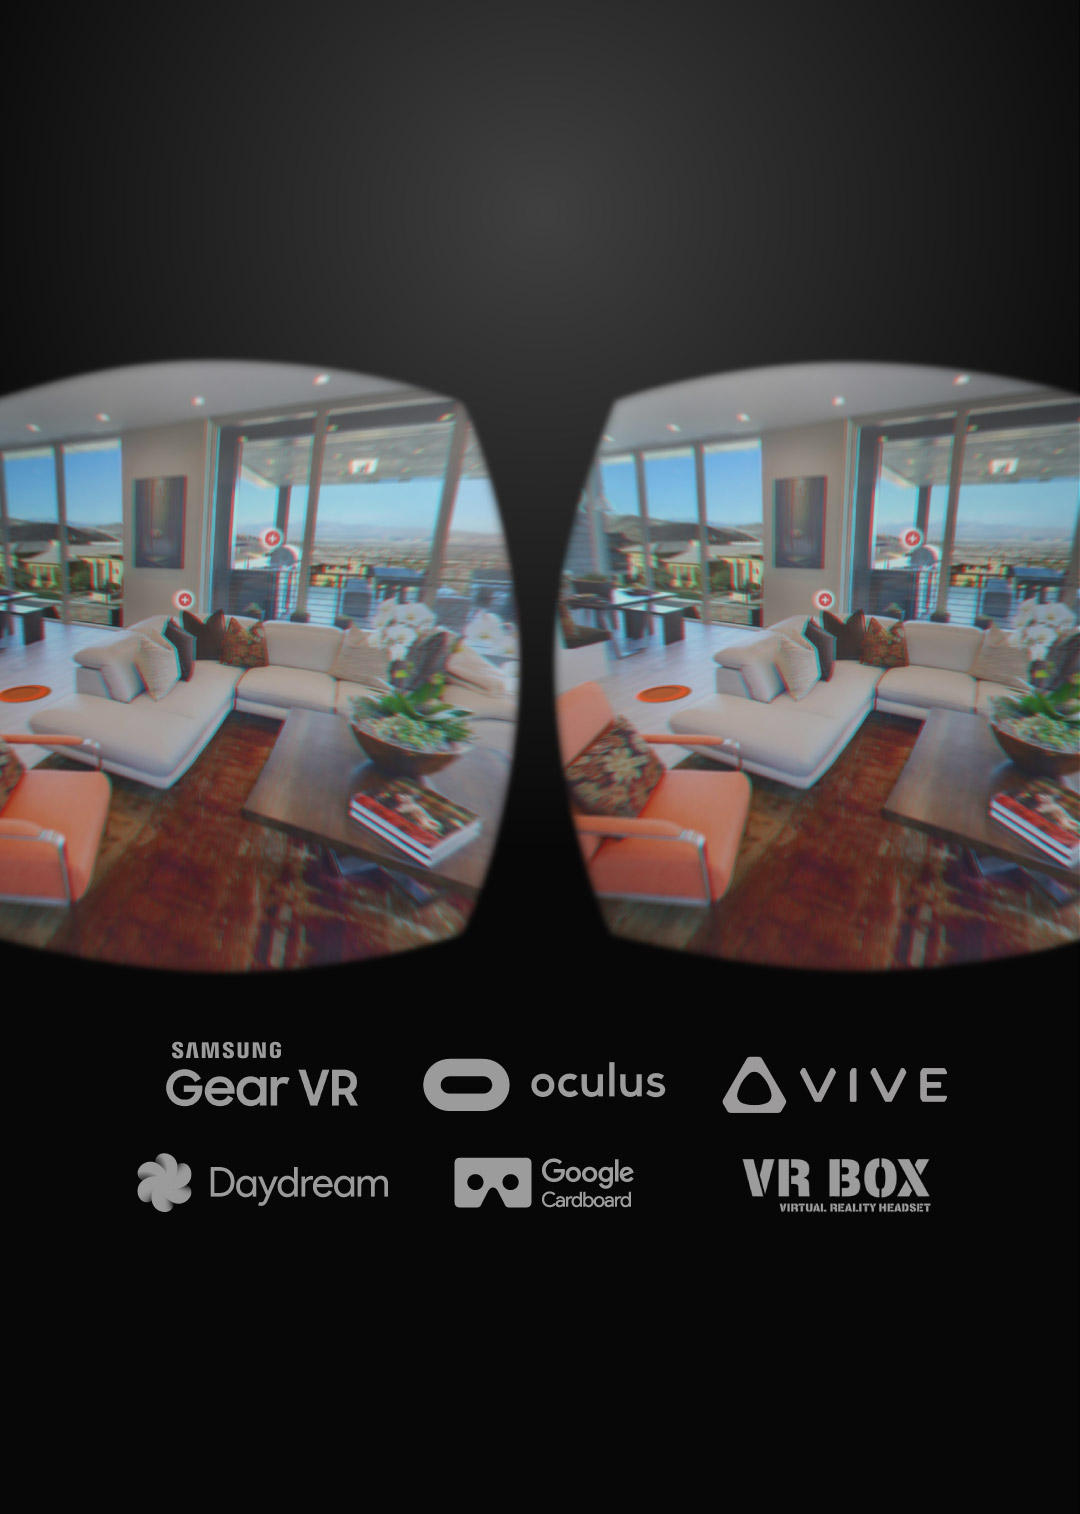 SAMSUNG
Gear VR
oculus
VIVE
Daydream
Google
Cardboard
VR BOX
VIRTUAL REALITY HEADSET